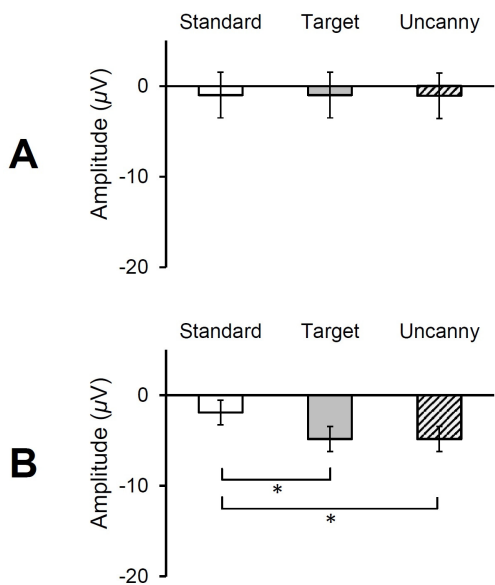 Standard Target Uncanny
0
-10
-20
Amplitude (µV)
A
Standard Target Uncanny
0
-10
-20
Amplitude (µV)
B
*
*